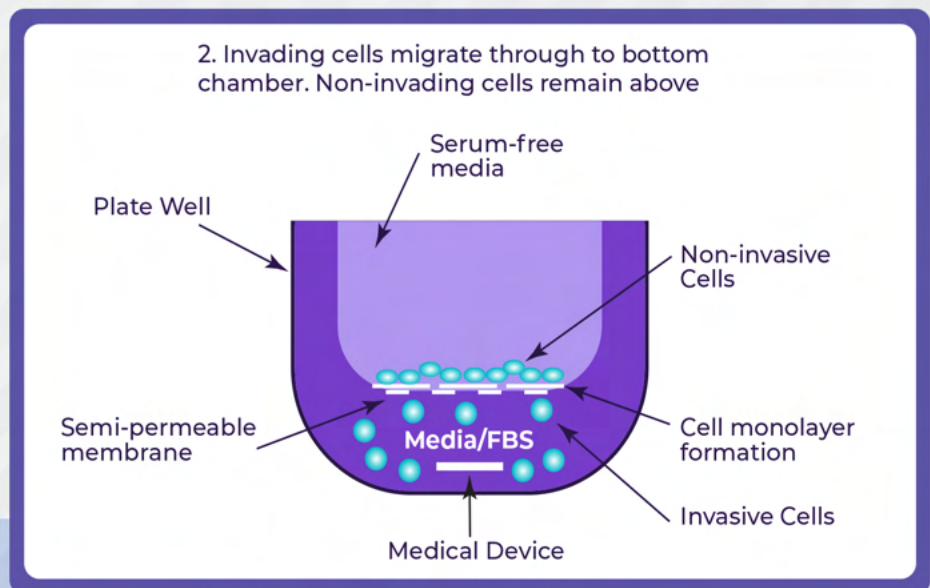 2. Invading cells migrate through to bottom
chamber. Non-invading cells remain above
Serum-free
media
Plate Well
Non-invasive
Cells
Semi-permeable
membrane
Media/FBS
Cell monolayer
formation
Invasive Cells
Medical Device